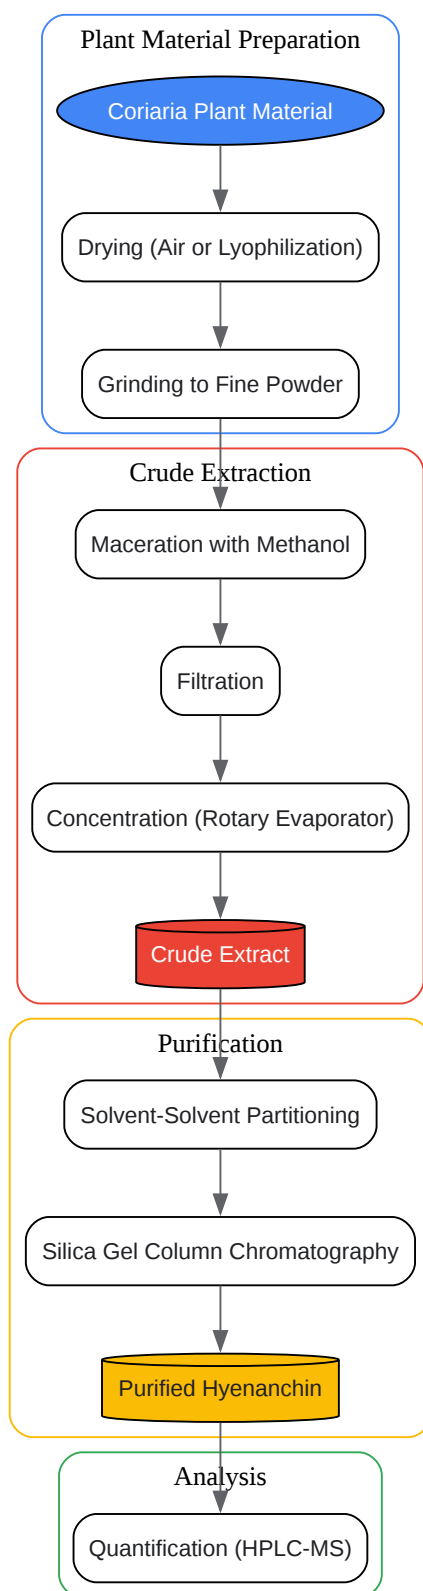 Plant Material Preparation
Coriaria Plant Material
Drying (Air or Lyophilization)
Grinding to Fine Powder
Crude Extraction
Maceration with Methanol
Filtration
Concentration (Rotary Evaporator)
Crude Extract
Purification
Solvent-Solvent Partitioning
Silica Gel Column Chromatography
Purified Hyenanchin
Analysis
Quantification (HPLC-MS)